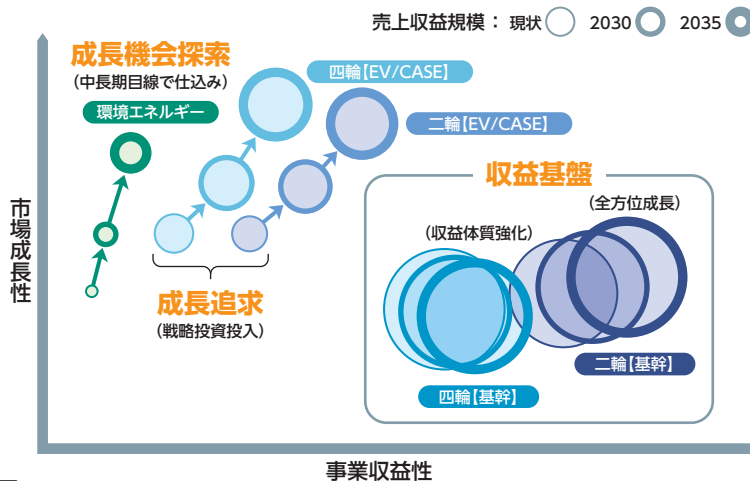 売上収益規模： 現状 2030 2035
成長機会探索
（中長期目線で仕込み）
環境エネルギー
四輪【EV/CASE】
二輪【EV/CASE】
収益基盤
（全方位成長）
（収益体質強化）
市場成長性
成長追求
（戦略投資投入）
二輪【基幹】
四輪【基幹】
事業収益性